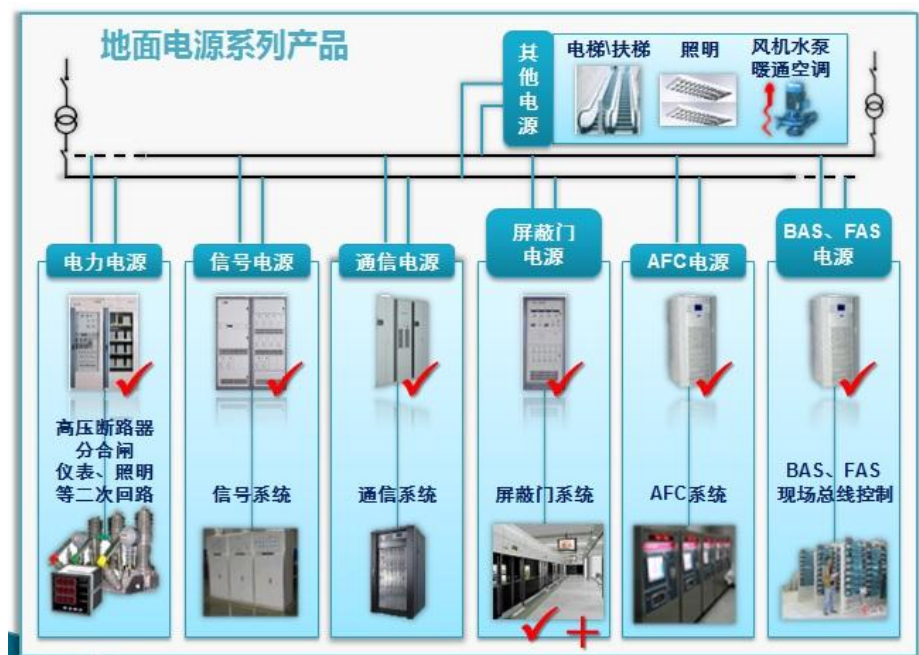 地面电源系列产品
其他电源
电梯\扶梯
照明
风机水泵
暖通空调
电力电源
信号电源
通信电源
屏蔽门
电源
AFC电源
BAS、FAS
电源
高压断路器
分合闸
仪表、照明
等二次回路
信号系统
通信系统
屏蔽门系统
AFC系统
BAS、FAS
现场总线控制